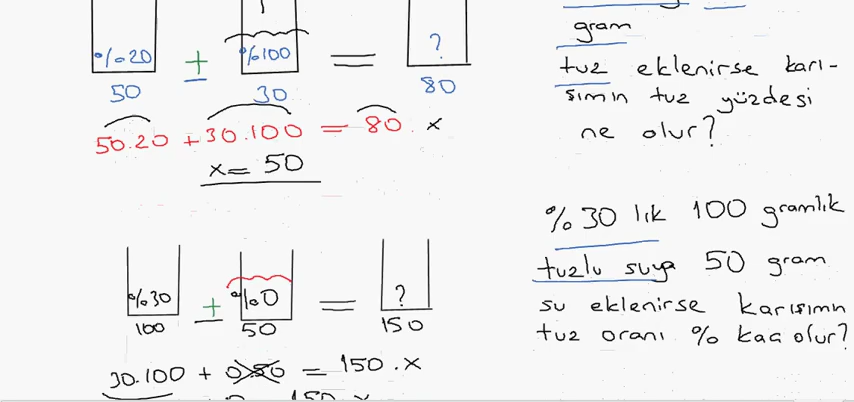 gram
tuz eklenirse karı-
şımın tuz yüzdesi
ne olur?
%20 + %100 = ?
50 30 80
50.20 + 30.100 = 80. x
x = 50
%30 luk 100 gramlık
tuzlu suya 50 gram
su eklenirse karışımın
tuz oranı % kaç olur?
%30 + %0 = ?
100 50 150
30.100 + 0.50 = 150.x